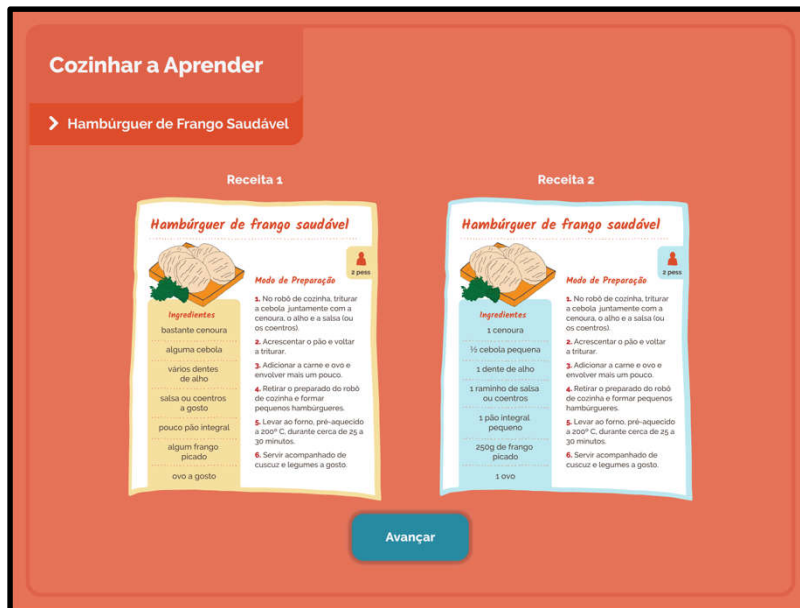 Cozinhar a Aprender
Hambúrguer de Frango Saudável
Receita 1
Hambúrguer de frango saudável
2 pess
Ingredientes
bastante cenoura
alguma cebola
vários dentes
de alho
salsa ou coentros
a gosto
pouco pão integral
algum frango
picado
ovo a gosto
Modo de Preparação
1. No robô de cozinha, triturar
a cebola juntamente com a
cenoura, o alho e a salsa (ou
os coentros).
2. Acrescentar o pão e voltar
a triturar.
3. Adicionar a carne e ovo e
envolver mais um pouco.
4. Retirar o preparado do robô
de cozinha e formar
pequenos hambúrgueres.
5. Levar ao forno, pré-aquecido
a 200º C, durante cerca de 25 a
30 minutos.
6. Servir acompanhado de
cuscuz e legumes a gosto.
Receita 2
Hambúrguer de frango saudável
2 pess
Ingredientes
1 cenoura
½ cebola pequena
1 dente de alho
1 raminho de salsa
ou coentros
1 pão integral
pequeno
250g de frango
picado
1 ovo
Modo de Preparação
1. No robô de cozinha, triturar
a cebola juntamente com a
cenoura, o alho e a salsa (ou
os coentros).
2. Acrescentar o pão e voltar
a triturar.
3. Adicionar a carne e ovo e
envolver mais um pouco.
4. Retirar o preparado do robô
de cozinha e formar
pequenos hambúrgueres.
5. Levar ao forno, pré-aquecido
a 200º C, durante cerca de 25 a
30 minutos.
6. Servir acompanhado de
cuscuz e legumes a gosto.
Avançar